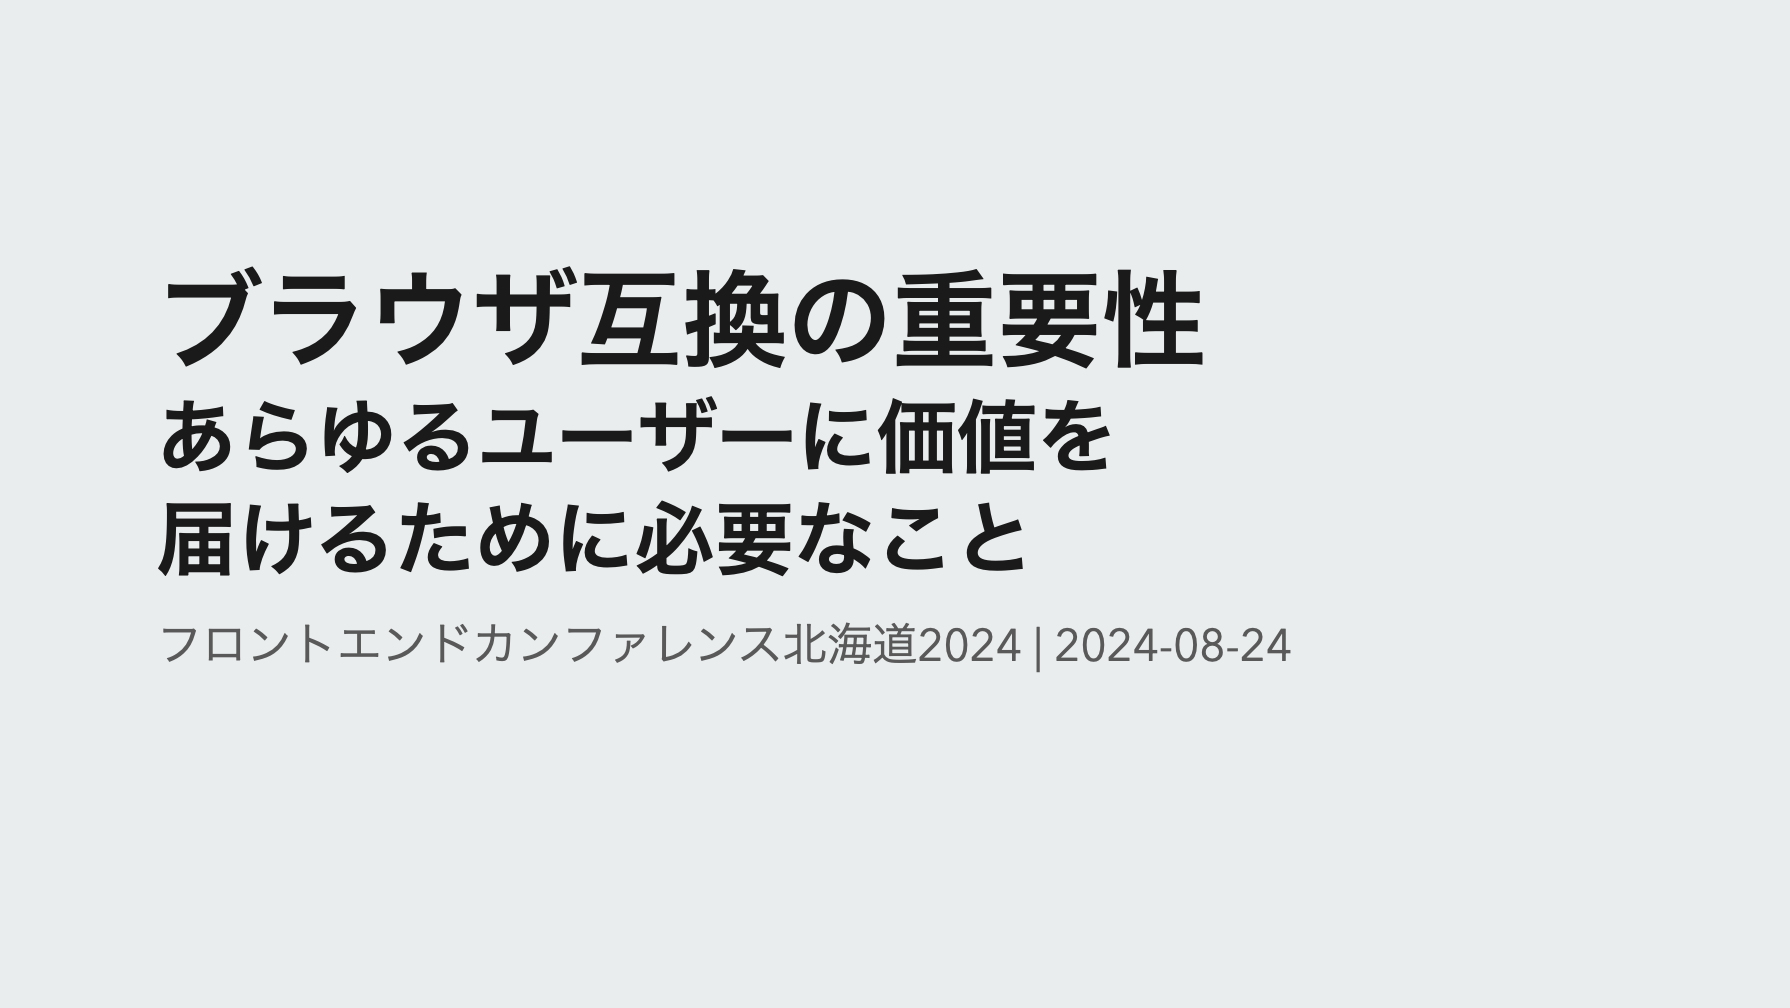 ブラウザ互換の重要性
あらゆるユーザーに価値を
届けるために必要なこと
フロントエンドカンファレンス北海道2024 | 2024-08-24